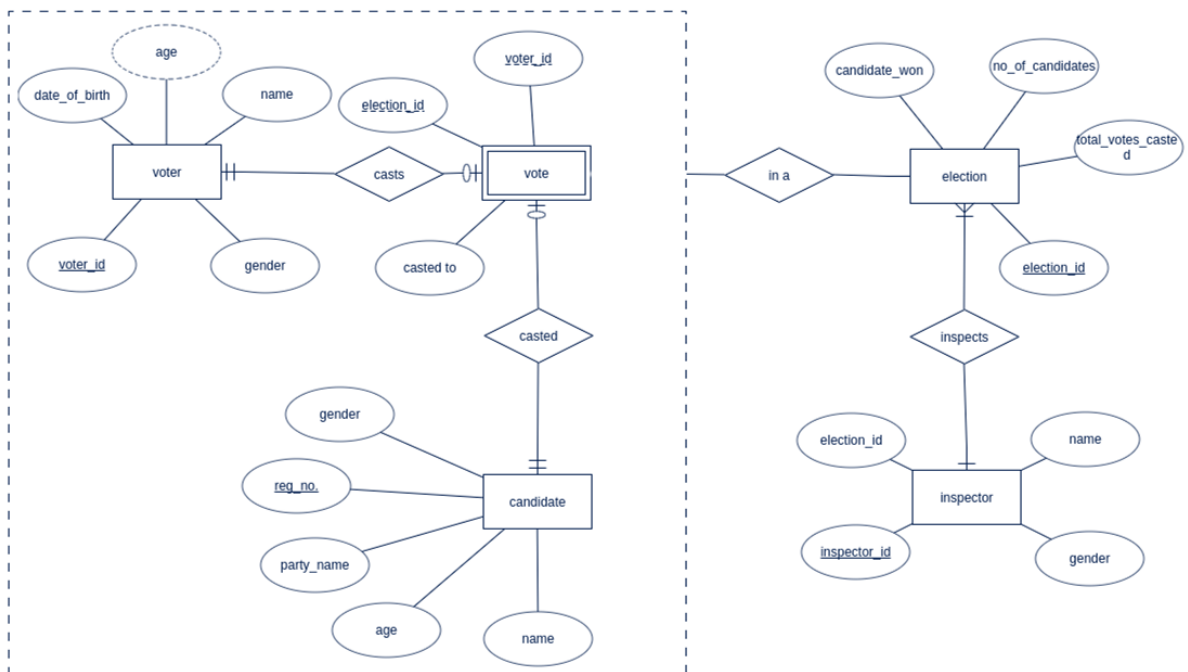 age
voter_id
date_of_birth
name
election_id
candidate_won
no_of_candidates
total_votes_caste
d
voter
casts
vote
in a
election
voter_id
gender
casted to
election_id
casted
inspects
gender
election_id
name
reg_no.
candidate
inspector
party_name
inspector_id
gender
age
name